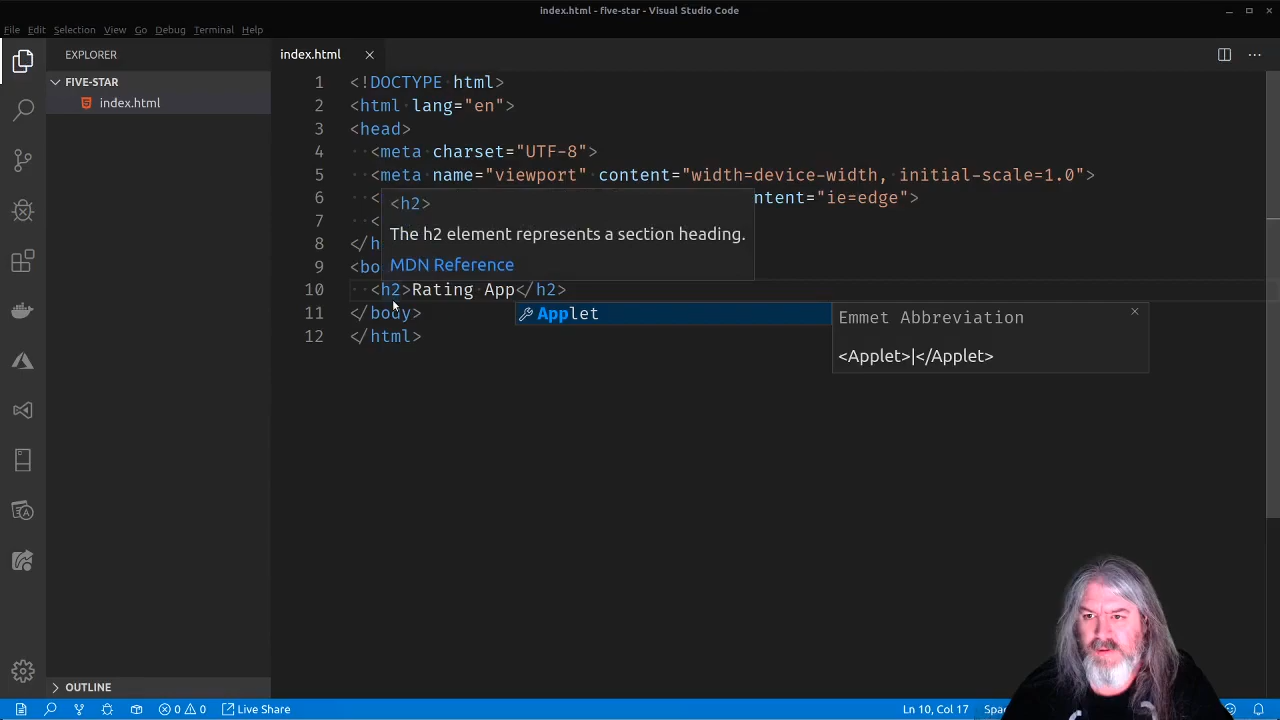 index.html - five-star - Visual Studio Code
File Edit Selection View Go Debug Terminal Help
EXPLORER
FIVE-STAR
index.html
OUTLINE
index.html
1 <!DOCTYPE html>
2 <html lang="en">
3 <head>
4 <meta charset="UTF-8">
5 <meta name="viewport" content="width=device-width, initial-scale=1.0">
6 < ntent="ie=edge">
7 <
8 </h
9 <bo
10 <h2>Rating App</h2>
11 </body>
12 </html>
<h2>
The h2 element represents a section heading.
MDN Reference
Applet
Emmet Abbreviation
<Applet>|</Applet>
0 0 Live Share Ln 10, Col 17 Spac